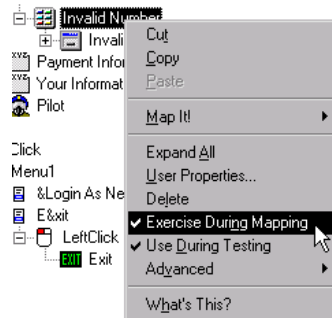 Invalid Number
Invali
Cut
Copy
Paste
Payment Infor
Your Informat
Pilot
Map It!
Expand All
User Properties...
Delete
Exercise During Mapping
Use During Testing
Advanced
What's This?
Click
Menu1
&Login As Ne
E&xit
LeftClick
EXIT Exit